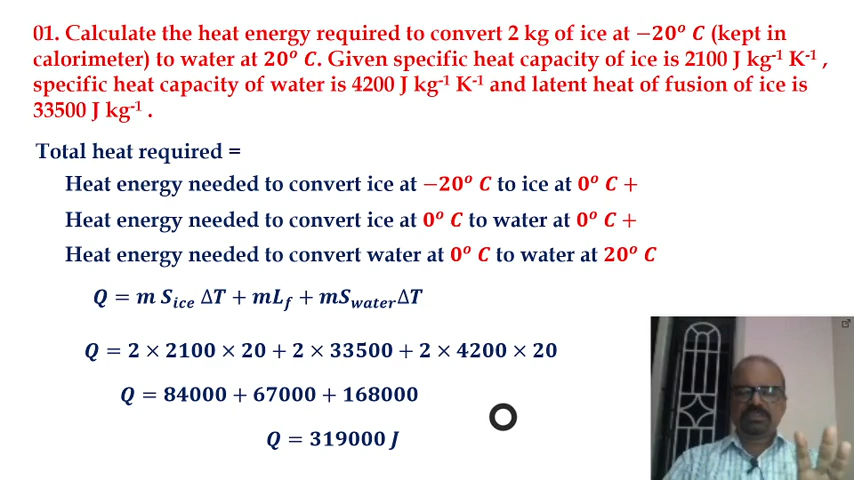 01. Calculate the heat energy required to convert 2 kg of ice at −20° C (kept in
calorimeter) to water at 20° C. Given specific heat capacity of ice is 2100 J kg⁻¹ K⁻¹ ,
specific heat capacity of water is 4200 J kg⁻¹ K⁻¹ and latent heat of fusion of ice is
33500 J kg⁻¹ .
Total heat required =
Heat energy needed to convert ice at −20° C to ice at 0° C +
Heat energy needed to convert ice at 0° C to water at 0° C +
Heat energy needed to convert water at 0° C to water at 20° C
Q = m S_ice ΔT + mL_f + mS_water ΔT
Q = 2 × 2100 × 20 + 2 × 33500 + 2 × 4200 × 20
Q = 84000 + 67000 + 168000
Q = 319000 J